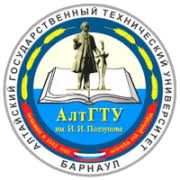 АЛТАЙСКИЙ ГОСУДАРСТВЕННЫЙ ТЕХНИЧЕСКИЙ УНИВЕРСИТЕТ
АлтГТУ
им. И. И. Ползунова
БАРНАУЛ